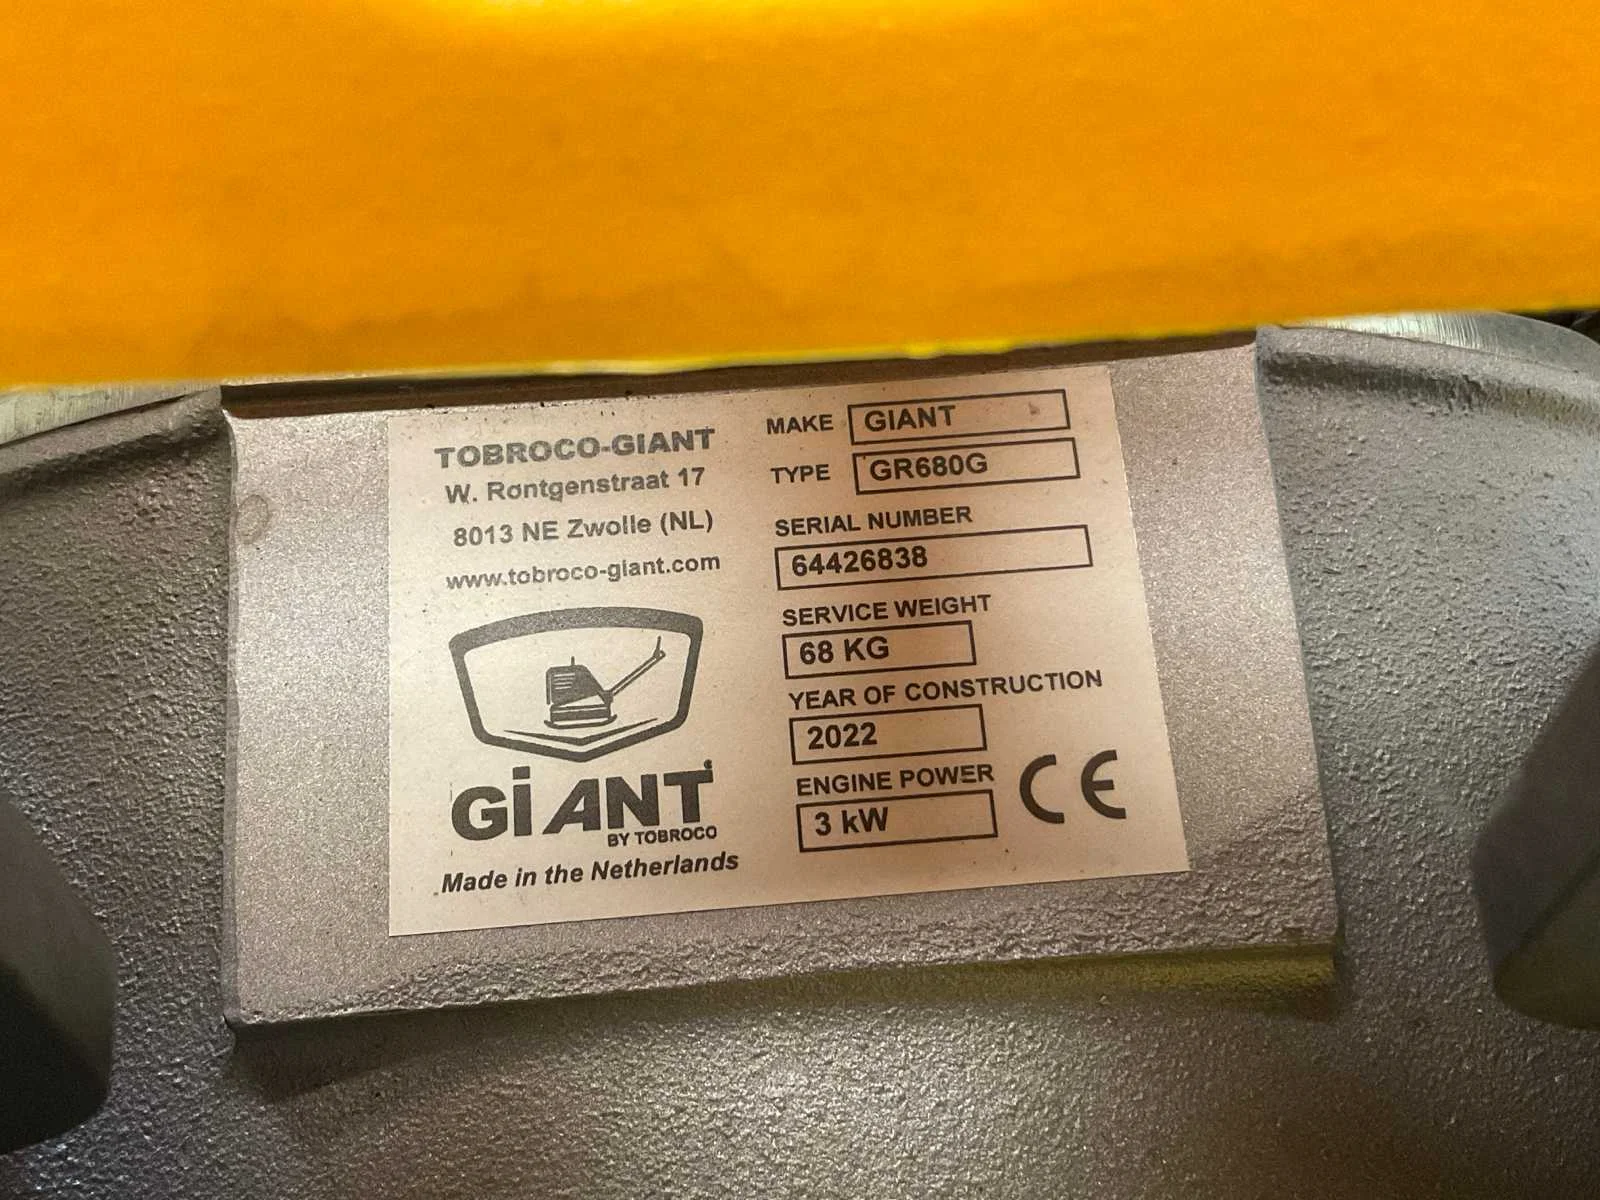 TOBROCO-GIANT
W. Röntgenstraat 17
8013 NE Zwolle (NL)
www.tobroco-giant.com
GiANT
BY TOBROCO
Made in the Netherlands
MAKE GIANT
TYPE GR680G
SERIAL NUMBER
64426838
SERVICE WEIGHT
68 KG
YEAR OF CONSTRUCTION
2022
ENGINE POWER
3 kW
CE